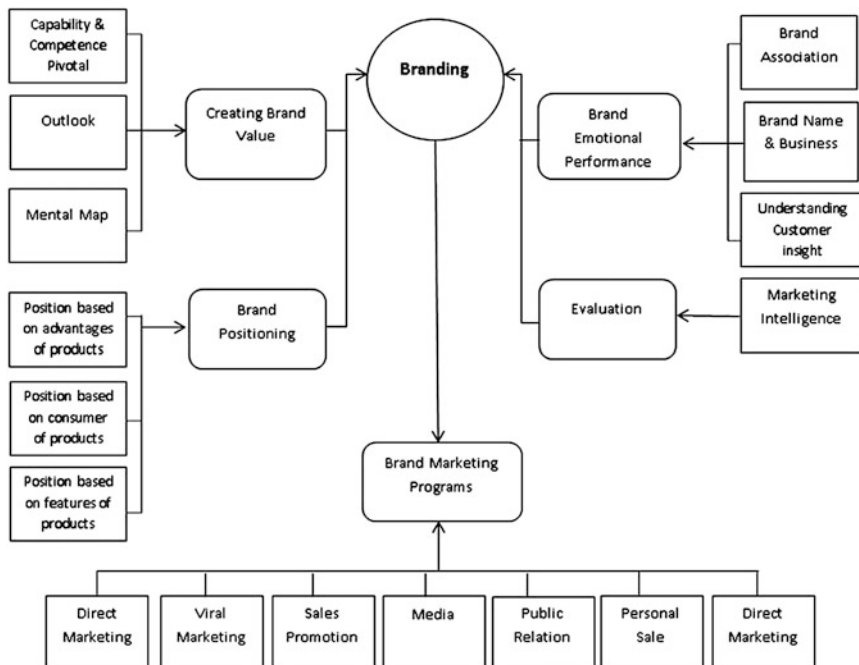 Capability &
Competence
Pivotal
Outlook
Mental Map
Creating Brand
Value
Branding
Brand
Emotional
Performance
Brand
Association
Brand Name
& Business
Understanding
Customer
insight
Position based
on advantages
of products
Position based
on consumer
of products
Position based
on features of
products
Brand
Positioning
Evaluation
Marketing
Intelligence
Brand Marketing
Programs
Direct
Marketing
Viral
Marketing
Sales
Promotion
Media
Public
Relation
Personal
Sale
Direct
Marketing